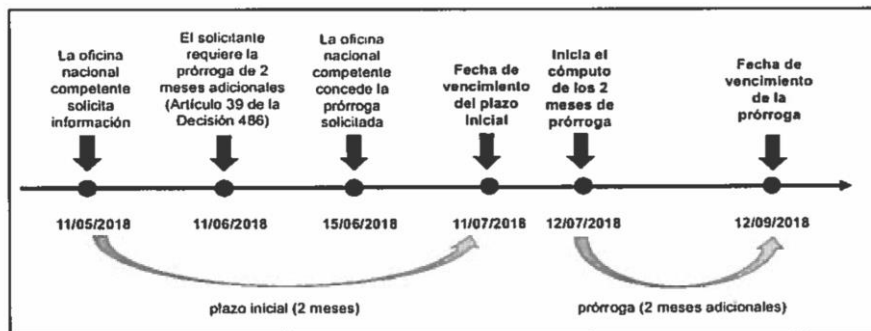 La oficina
nacional
competente
solicita
información
El solicitante
requiere la
prórroga de 2
meses adicionales
(Artículo 39 de la
Decisión 486)
La oficina
nacional
competente
concede la
prórroga
solicitada
Fecha de
vencimiento
del plazo
inicial
Inicia el
cómputo
de los 2
meses de
prórroga
Fecha de
vencimiento
de la
prórroga
11/05/2018
11/06/2018
15/06/2018
11/07/2018
12/07/2018
12/09/2018
plazo inicial (2 meses)
prórroga (2 meses adicionales)